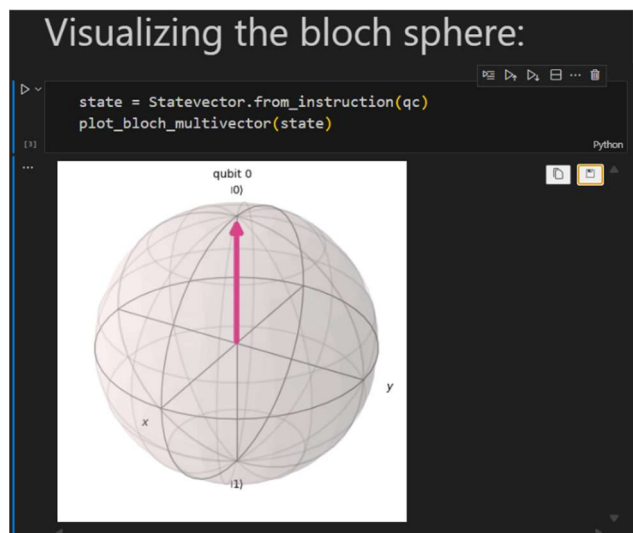 Visualizing the bloch sphere:
state = Statevector.from_instruction(qc)
plot_bloch_multivector(state)
[3]
Python
...
qubit 0
|0⟩
x
y
|1⟩